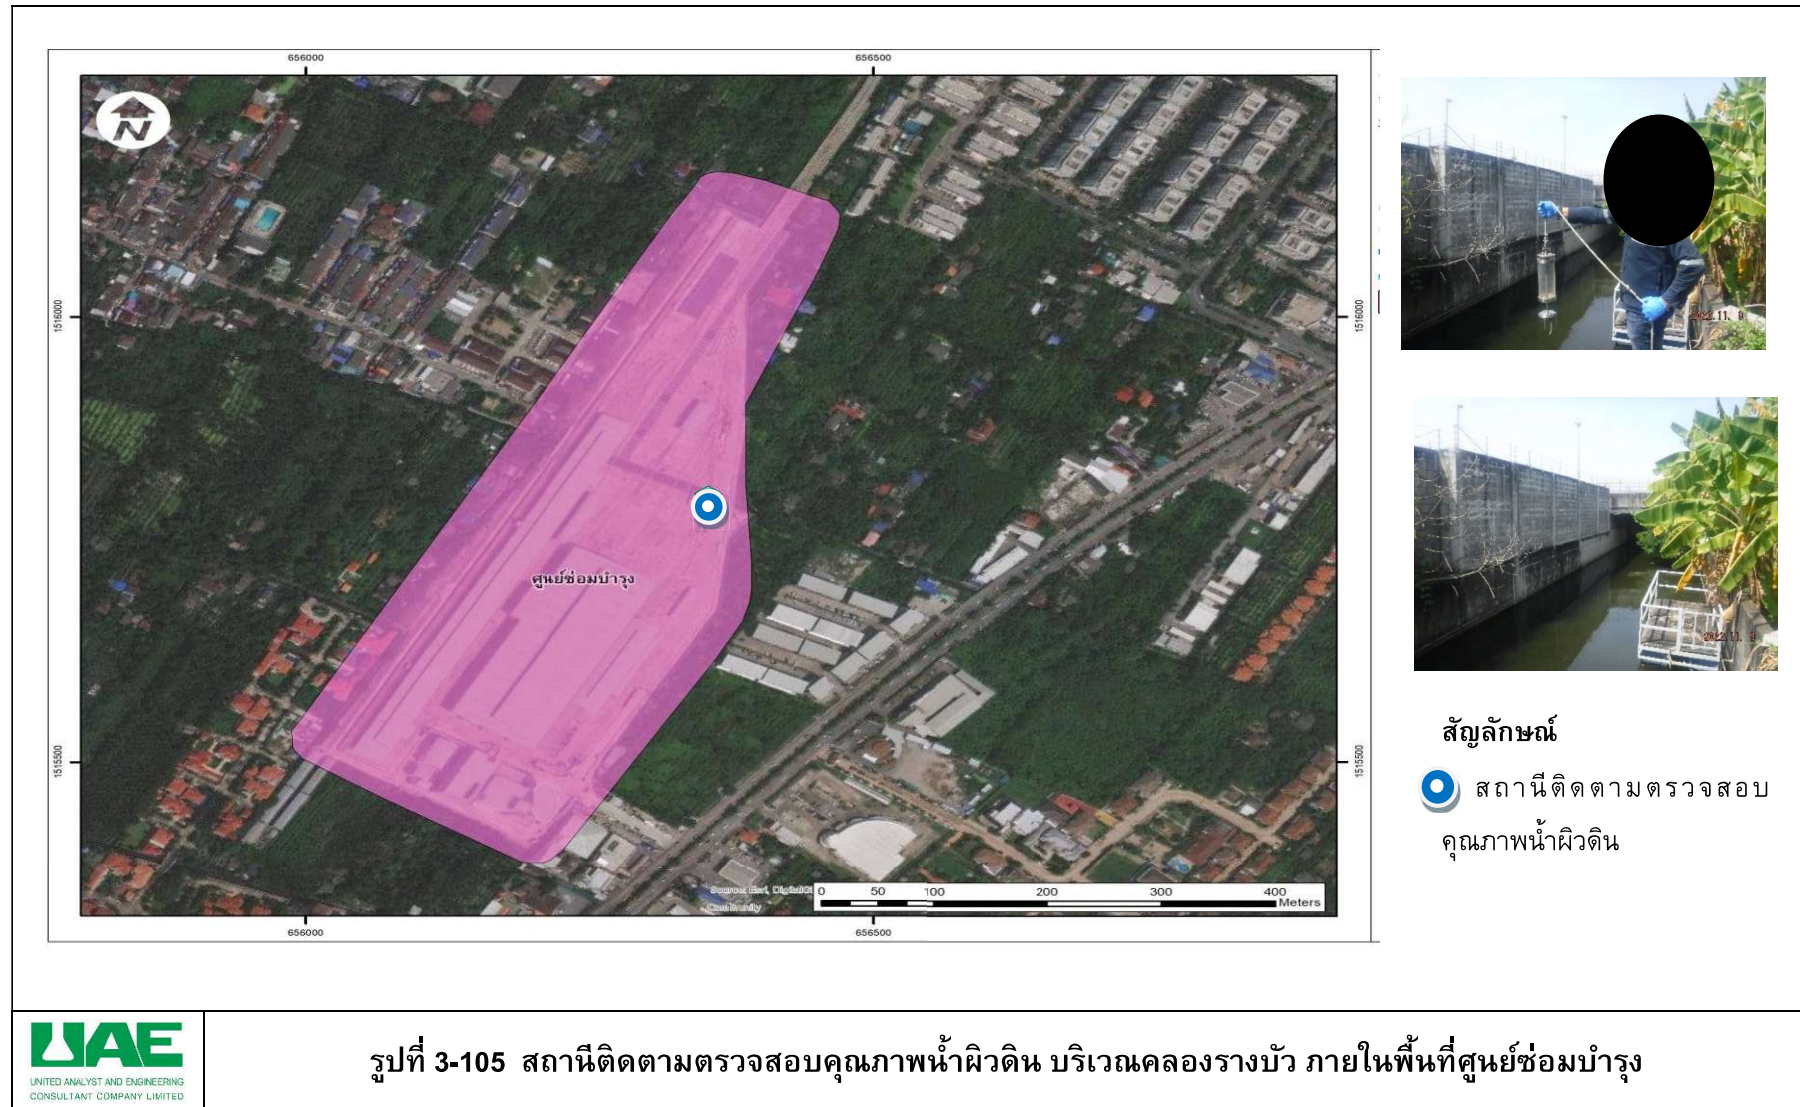 656000
656500
N
1516000
1516000
2022.11. 9
ศูนย์ซ่อมบำรุง
2022.11. 9
สัญลักษณ์
สถานีติดตามตรวจสอบ
คุณภาพน้ำผิวดิน
1515500
1515500
Source: Esri, DigitalG
Community
0 50 100 200 300 400
Meters
656000
656500
UAE
UNITED ANALYST AND ENGINEERING
CONSULTANT COMPANY LIMITED
รูปที่ 3-105 สถานีติดตามตรวจสอบคุณภาพน้ำผิวดิน บริเวณคลองรางบัว ภายในพื้นที่ศูนย์ซ่อมบำรุง